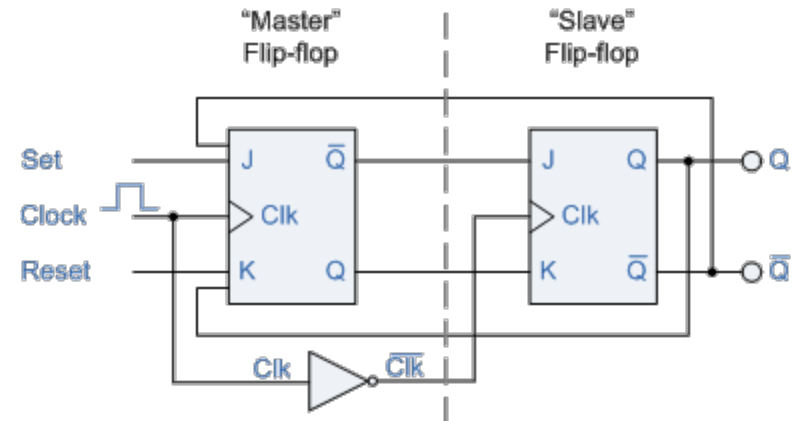 “Master”
Flip-flop
“Slave”
Flip-flop
Set
J
Q̅
J
Q
Q
Clock
Clk
Clk
Reset
K
Q
K
Q̅
Q̅
Clk
C̅l̅k̅